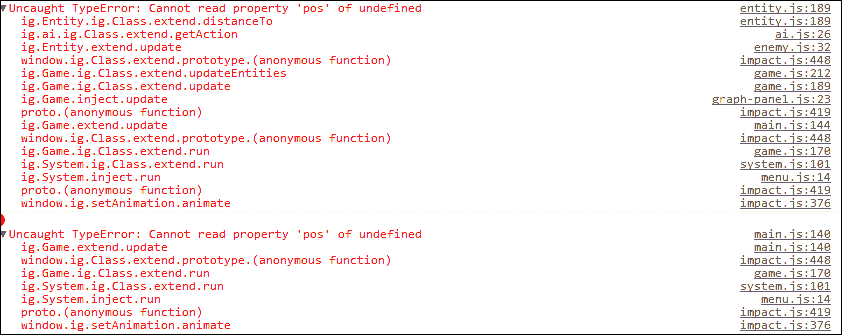 Uncaught TypeError: Cannot read property 'pos' of undefined entity.js:189
ig.Entity.ig.Class.extend.distanceTo entity.js:189
ig.ai.ig.Class.extend.getAction ai.js:26
ig.Entity.extend.update enemy.js:32
window.ig.Class.extend.prototype.(anonymous function) impact.js:448
ig.Game.ig.Class.extend.updateEntities game.js:212
ig.Game.ig.Class.extend.update game.js:189
ig.Game.inject.update graph-panel.js:23
proto.(anonymous function) impact.js:419
ig.Game.extend.update main.js:144
window.ig.Class.extend.prototype.(anonymous function) impact.js:448
ig.Game.ig.Class.extend.run game.js:170
ig.System.ig.Class.extend.run system.js:101
ig.System.inject.run menu.js:14
proto.(anonymous function) impact.js:419
window.ig.setAnimation.animate impact.js:376
Uncaught TypeError: Cannot read property 'pos' of undefined main.js:140
ig.Game.extend.update main.js:140
window.ig.Class.extend.prototype.(anonymous function) impact.js:448
ig.Game.ig.Class.extend.run game.js:170
ig.System.ig.Class.extend.run system.js:101
ig.System.inject.run menu.js:14
proto.(anonymous function) impact.js:419
window.ig.setAnimation.animate impact.js:376